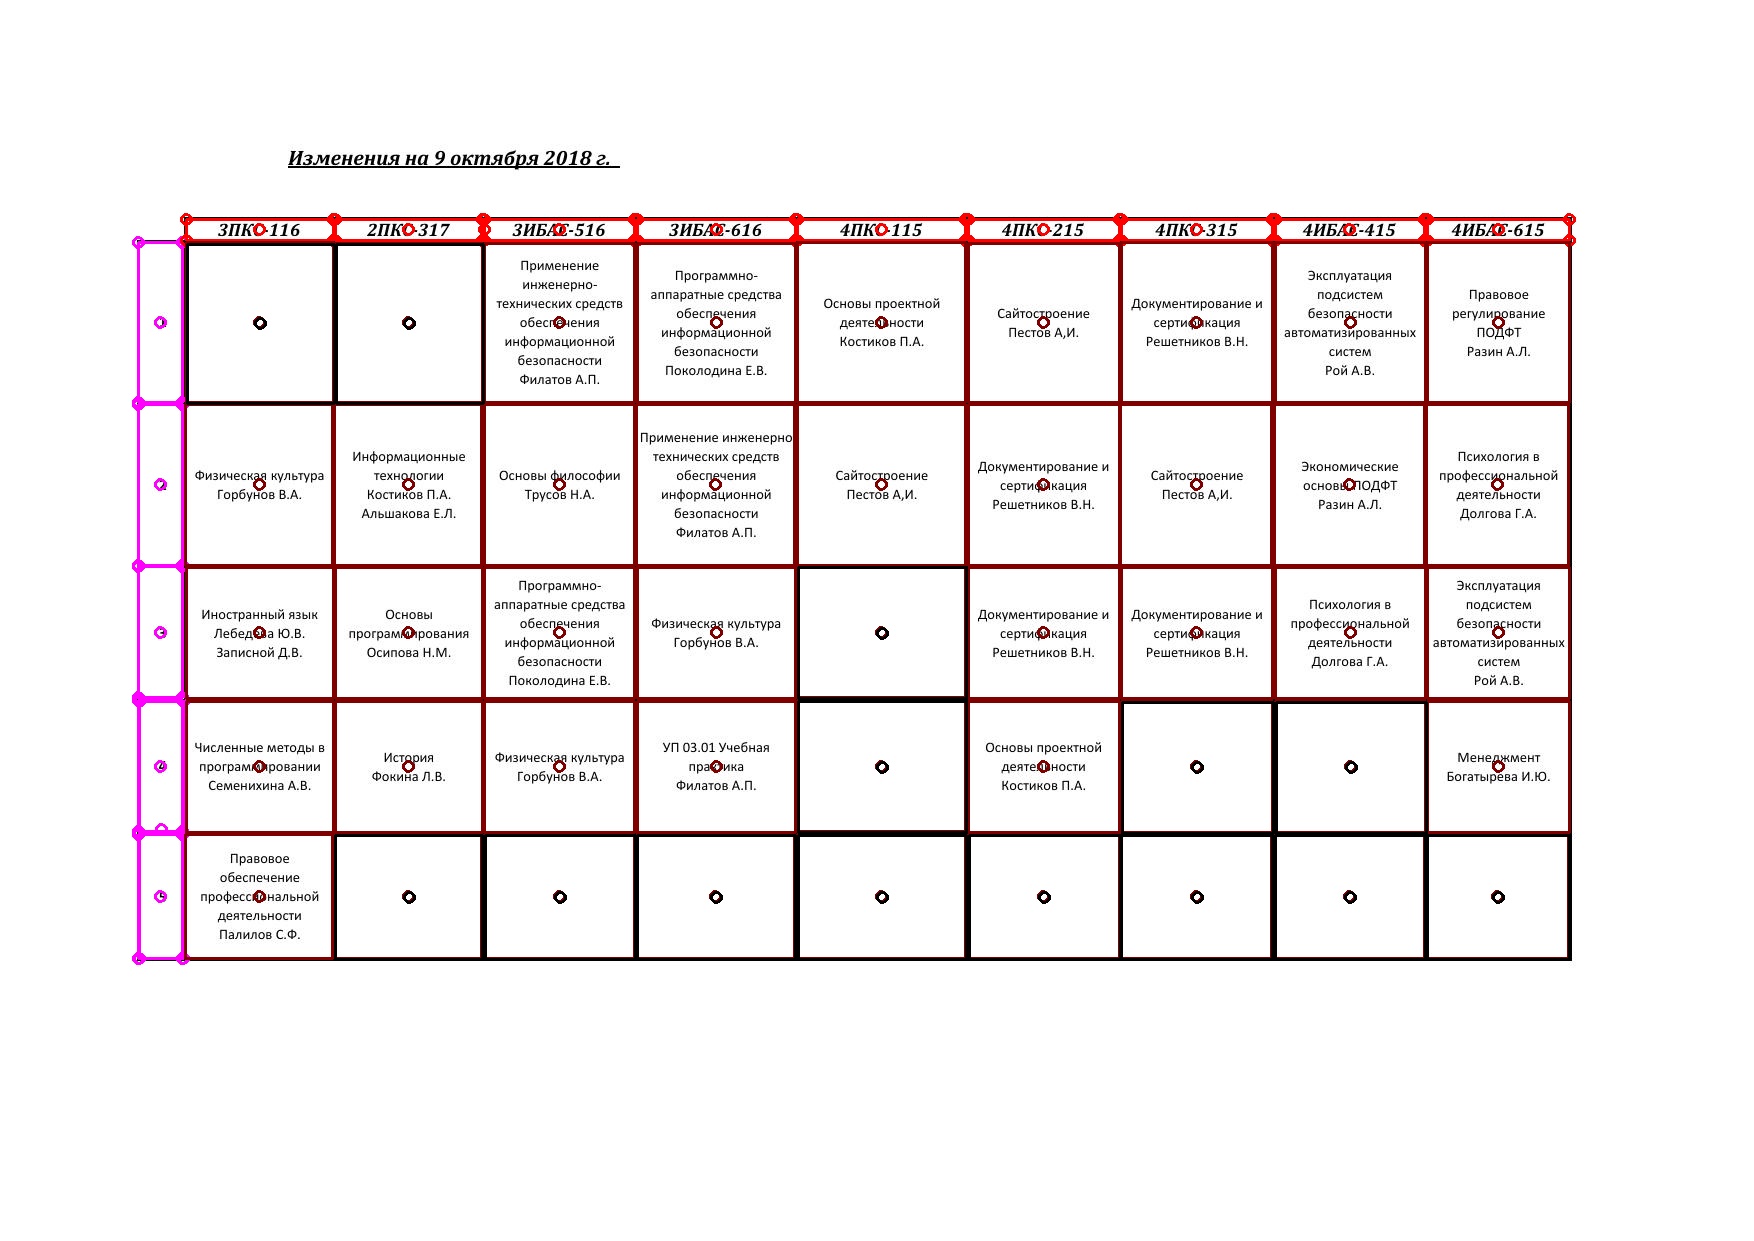 Изменения на 9 октября 2018 г.
3ПКС-116
2ПКС-317
3ИБАС-516
3ИБАС-616
4ПКС-115
4ПКС-215
4ПКС-315
4ИБАС-415
4ИБАС-615
Применение
инженерно-
технических средств
обеспечения
информационной
безопасности
Филатов А.П.
Программно-
аппаратные средства
обеспечения
информационной
безопасности
Поколодина Е.В.
Основы проектной
деятельности
Костиков П.А.
Сайтостроение
Пестов А,И.
Документирование и
сертификация
Решетников В.Н.
Эксплуатация
подсистем
безопасности
автоматизированных
систем
Рой А.В.
Правовое
регулирование
ПОДФТ
Разин А.Л.
2
Физическая культура
Горбунов В.А.
Информационные
технологии
Костиков П.А.
Альшакова Е.Л.
Основы философии
Трусов Н.А.
Применение инженерно
технических средств
обеспечения
информационной
безопасности
Филатов А.П.
Сайтостроение
Пестов А,И.
Документирование и
сертификация
Решетников В.Н.
Сайтостроение
Пестов А,И.
Экономические
основы ПОДФТ
Разин А.Л.
Психология в
профессиональной
деятельности
Долгова Г.А.
Иностранный язык
Лебедева Ю.В.
Записной Д.В.
Основы
программирования
Осипова Н.М.
Программно-
аппаратные средства
обеспечения
информационной
безопасности
Поколодина Е.В.
Физическая культура
Горбунов В.А.
Документирование и
сертификация
Решетников В.Н.
Документирование и
сертификация
Решетников В.Н.
Психология в
профессиональной
деятельности
Долгова Г.А.
Эксплуатация
подсистем
безопасности
автоматизированных
систем
Рой А.В.
4
Численные методы в
программировании
Семенихина А.В.
История
Фокина Л.В.
Физическая культура
Горбунов В.А.
УП 03.01 Учебная
практика
Филатов А.П.
Основы проектной
деятельности
Костиков П.А.
Менеджмент
Богатырева И.Ю.
Правовое
обеспечение
профессиональной
деятельности
Палилов С.Ф.